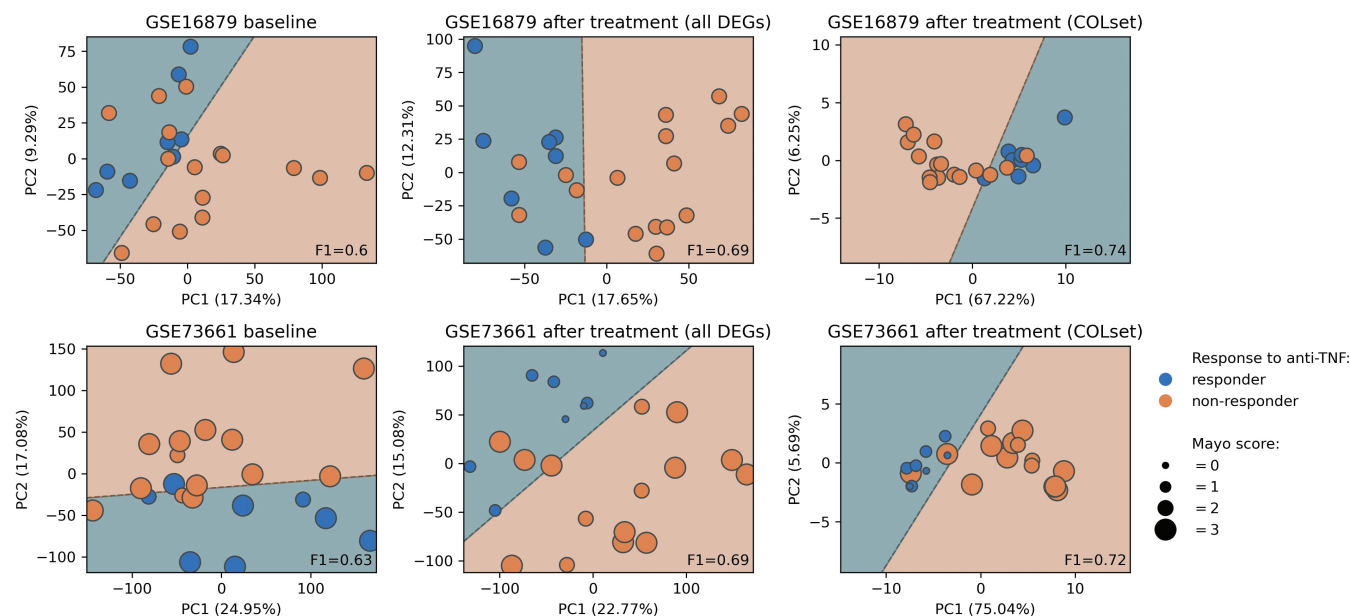 GSE16879 baseline
75
50
25
0
−25
−50
PC2 (9.29%)
F1=0.6
−50
0
50
100
PC1 (17.34%)
GSE16879 after treatment (all DEGs)
100
75
50
25
0
−25
−50
PC2 (12.31%)
F1=0.69
−50
0
50
PC1 (17.65%)
GSE16879 after treatment (COLset)
10
5
0
−5
PC2 (6.25%)
F1=0.74
−10
0
10
PC1 (67.22%)
GSE73661 baseline
150
100
50
0
−50
−100
PC2 (17.08%)
F1=0.63
−100
0
100
PC1 (24.95%)
GSE73661 after treatment (all DEGs)
100
50
0
−50
−100
PC2 (15.08%)
F1=0.69
−100
0
100
PC1 (22.77%)
GSE73661 after treatment (COLset)
5
0
−5
PC2 (5.69%)
F1=0.72
−10
0
10
PC1 (75.04%)
Response to anti-TNF:
responder
non-responder
Mayo score:
= 0
= 1
= 2
= 3